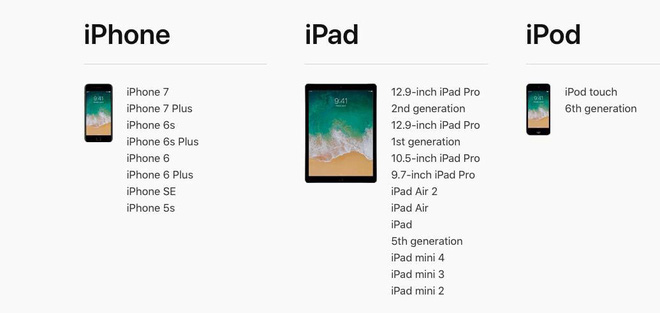 iPhone
iPhone 7
iPhone 7 Plus
iPhone 6s
iPhone 6s Plus
iPhone 6
iPhone 6 Plus
iPhone SE
iPhone 5s
iPad
12.9-inch iPad Pro
2nd generation
12.9-inch iPad Pro
1st generation
10.5-inch iPad Pro
9.7-inch iPad Pro
iPad Air 2
iPad Air
iPad
5th generation
iPad mini 4
iPad mini 3
iPad mini 2
iPod
iPod touch
6th generation
9:41
9:41
9:41